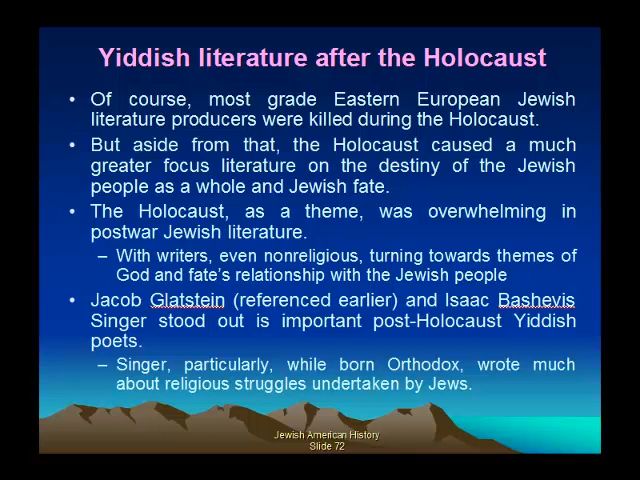 Yiddish literature after the Holocaust
• Of course, most grade Eastern European Jewish
literature producers were killed during the Holocaust.
• But aside from that, the Holocaust caused a much
greater focus literature on the destiny of the Jewish
people as a whole and Jewish fate.
• The Holocaust, as a theme, was overwhelming in
postwar Jewish literature.
– With writers, even nonreligious, turning towards themes of
God and fate's relationship with the Jewish people
• Jacob Glatstein (referenced earlier) and Isaac Bashevis
Singer stood out is important post-Holocaust Yiddish
poets.
– Singer, particularly, while born Orthodox, wrote much
about religious struggles undertaken by Jews.
Jewish American History
Slide 72